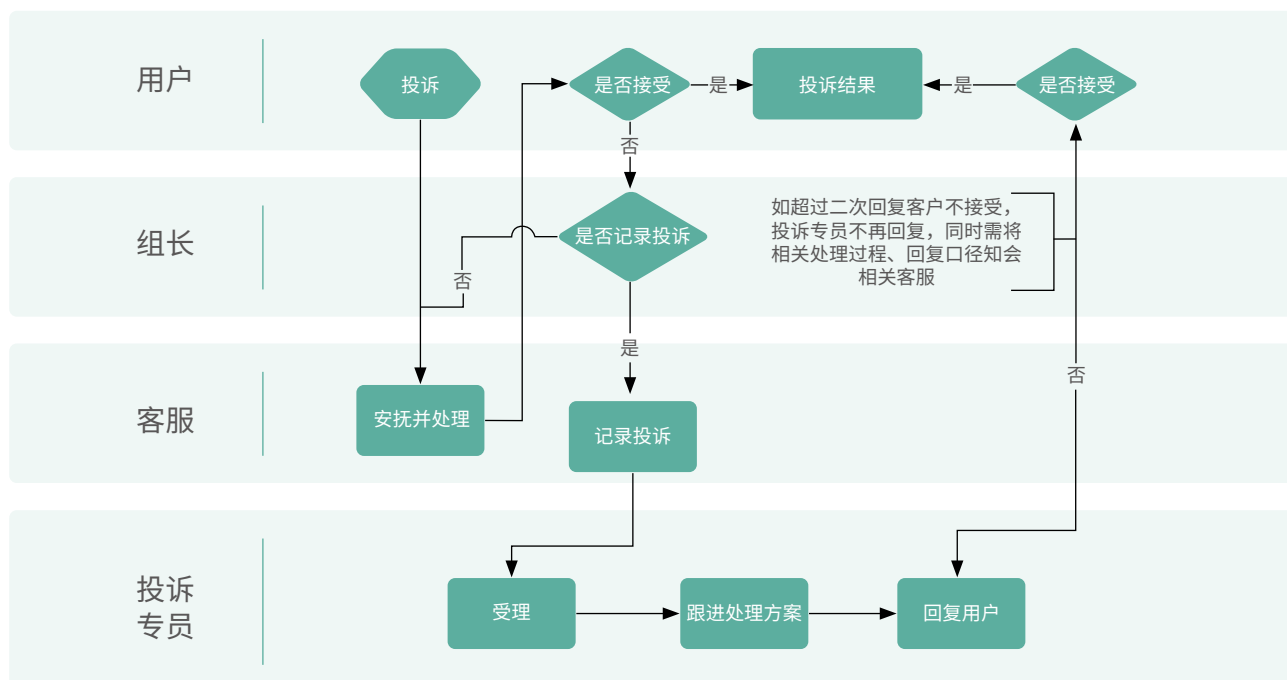 用户
投诉
是否接受
是
投诉结果
是
是否接受
否
组长
是否记录投诉
否
如超过二次回复客户不接受，
投诉专员不再回复，同时需将
相关处理过程、回复口径知会
相关客服
是
否
客服
安抚并处理
记录投诉
投诉
专员
受理
跟进处理方案
回复用户